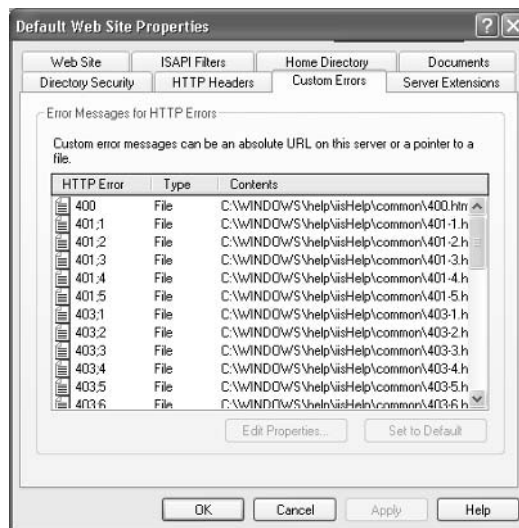 Default Web Site Properties
Web Site ISAPI Filters Home Directory Documents
Directory Security HTTP Headers Custom Errors Server Extensions
Error Messages for HTTP Errors
Custom error messages can be an absolute URL on this server or a pointer to a
file.
HTTP Error Type Contents
400 File C:\WINDOWS\help\iisHelp\common\400.htm
401;1 File C:\WINDOWS\help\iisHelp\common\401-1.h
401;2 File C:\WINDOWS\help\iisHelp\common\401-2.h
401;3 File C:\WINDOWS\help\iisHelp\common\401-3.h
401;4 File C:\WINDOWS\help\iisHelp\common\401-4.h
401;5 File C:\WINDOWS\help\iisHelp\common\401-5.h
403;1 File C:\WINDOWS\help\iisHelp\common\403-1.h
403;2 File C:\WINDOWS\help\iisHelp\common\403-2.h
403;3 File C:\WINDOWS\help\iisHelp\common\403-3.h
403;4 File C:\WINDOWS\help\iisHelp\common\403-4.h
403;5 File C:\WINDOWS\help\iisHelp\common\403-5.h
403;6 File C:\WINDOWS\help\iisHelp\common\403-6.h
Edit Properties... Set to Default
OK Cancel Apply Help